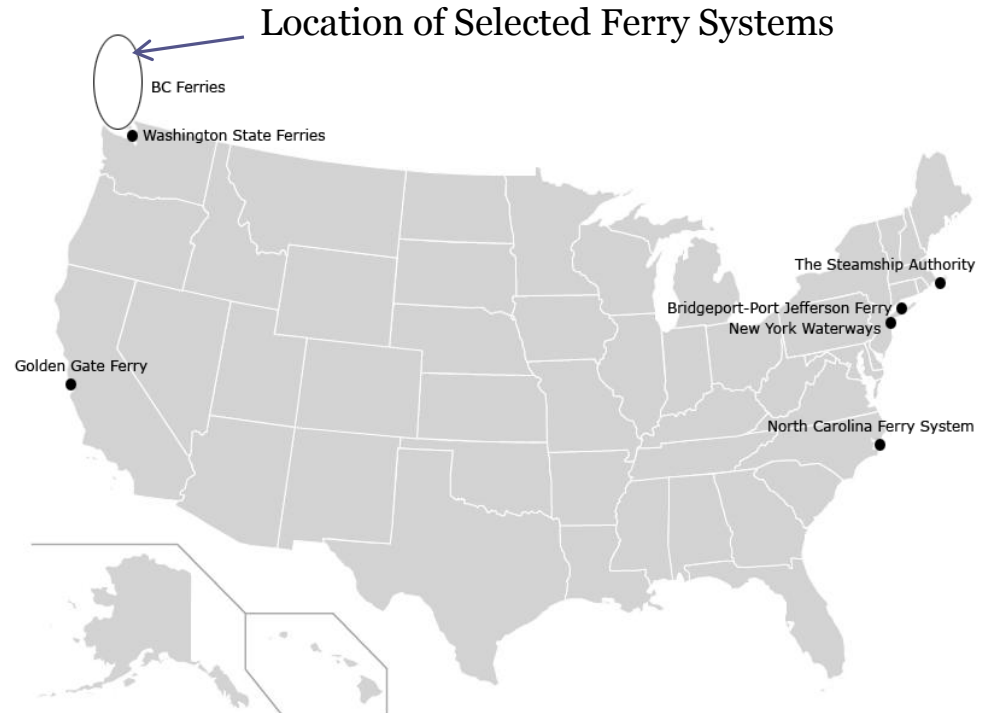 Location of Selected Ferry Systems
BC Ferries
Washington State Ferries
The Steamship Authority
Bridgeport-Port Jefferson Ferry
New York Waterways
Golden Gate Ferry
North Carolina Ferry System